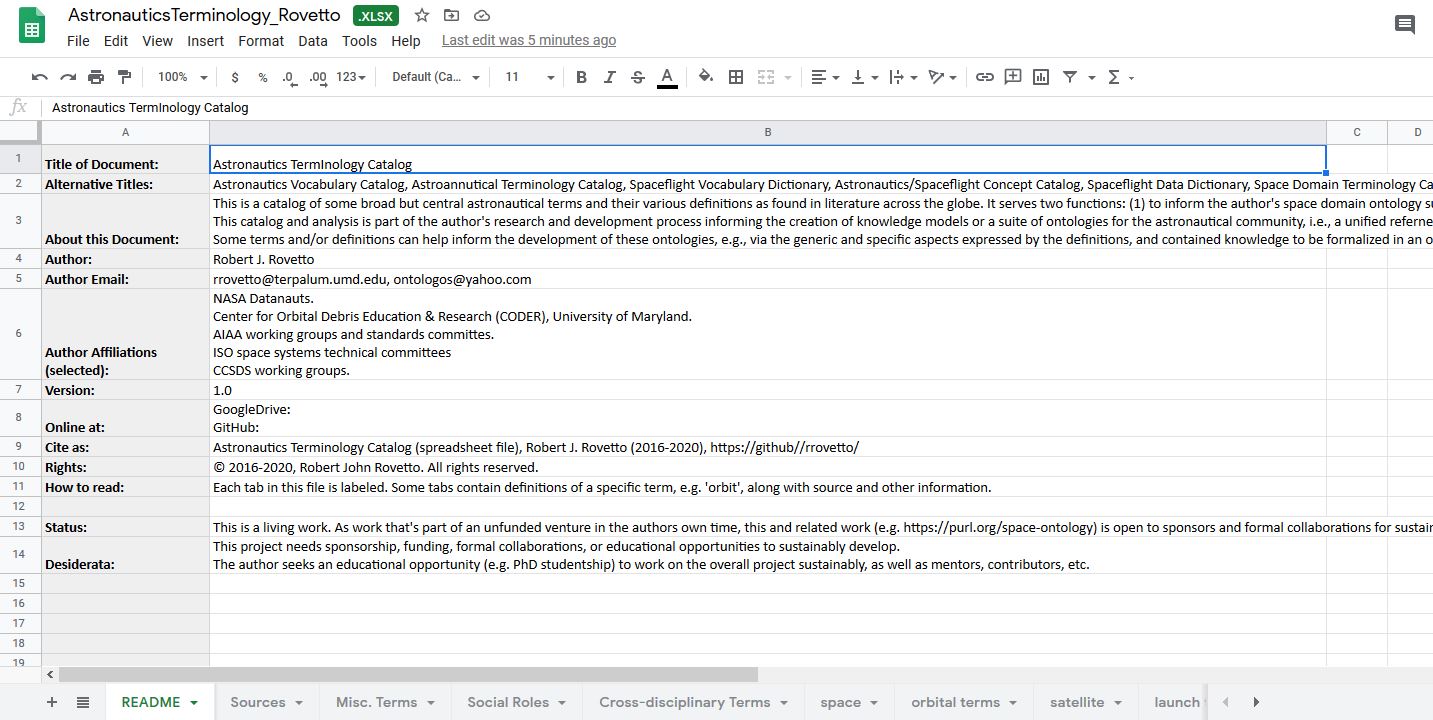 AstronauticsTerminology_Rovetto .XLSX
File Edit View Insert Format Data Tools Help Last edit was 5 minutes ago
100% $ % .0 .00 123 Default (Ca... 11 B I S A Σ
fx Astronautics TermInology Catalog
A B C D
1 Title of Document: Astronautics TermInology Catalog
2 Alternative Titles: Astronautics Vocabulary Catalog, Astroannutical Terminology Catalog, Spaceflight Vocabulary Dictionary, Astronautics/Spaceflight Concept Catalog, Spaceflight Data Dictionary, Space Domain Terminology Ca
This is a catalog of some broad but central astronautical terms and their various definitions as found in literature across the globe. It serves two functions: (1) to inform the author's space domain ontology su
3 This catalog and analysis is part of the author's research and development process informing the creation of knowledge models or a suite of ontologies for the astronautical community, i.e., a unified referne
About this Document: Some terms and/or definitions can help inform the development of these ontologies, e.g., via the generic and specific aspects expressed by the definitions, and contained knowledge to be formalized in an o
4 Author: Robert J. Rovetto
5 Author Email: rrovetto@terpalum.umd.edu, ontologos@yahoo.com
NASA Datanauts.
Center for Orbital Debris Education & Research (CODER), University of Maryland.
6 AIAA working groups and standards committes.
Author Affiliations ISO space systems technical committees
(selected): CCSDS working groups.
7 Version: 1.0
8 GoogleDrive:
Online at: GitHub:
9 Cite as: Astronautics Terminology Catalog (spreadsheet file), Robert J. Rovetto (2016-2020), https://github//rrovetto/
10 Rights: © 2016-2020, Robert John Rovetto. All rights reserved.
11 How to read: Each tab in this file is labeled. Some tabs contain definitions of a specific term, e.g. 'orbit', along with source and other information.
12
13 Status: This is a living work. As work that's part of an unfunded venture in the authors own time, this and related work (e.g. https://purl.org/space-ontology) is open to sponsors and formal collaborations for sustain
14 This project needs sponsorship, funding, formal collaborations, or educational opportunities to sustainably develop.
Desiderata: The author seeks an educational opportunity (e.g. PhD studentship) to work on the overall project sustainably, as well as mentors, contributors, etc.
15
16
17
18
19
README Sources Misc. Terms Social Roles Cross-disciplinary Terms space orbital terms satellite launch